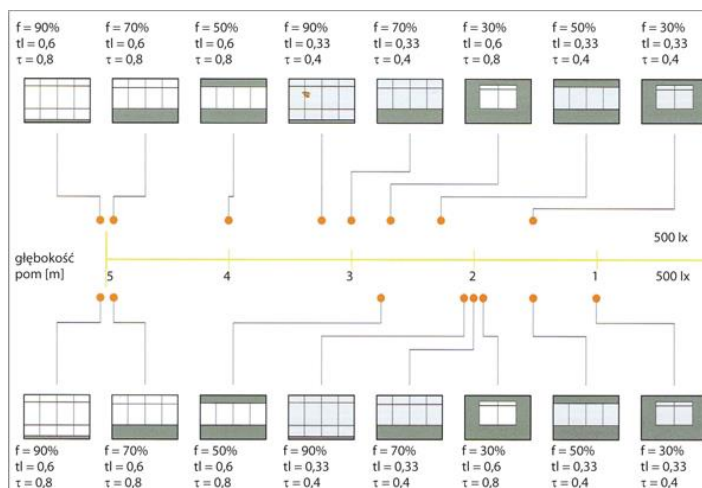 f = 90% f = 70% f = 50% f = 90% f = 70% f = 30% f = 50% f = 30%
tl = 0,6 tl = 0,6 tl = 0,6 tl = 0,33 tl = 0,33 tl = 0,6 tl = 0,33 tl = 0,33
τ = 0,8 τ = 0,8 τ = 0,8 τ = 0,4 τ = 0,4 τ = 0,8 τ = 0,4 τ = 0,4
500 lx
głębokość
pom [m] 5 4 3 2 1 500 lx
f = 90% f = 70% f = 50% f = 90% f = 70% f = 30% f = 50% f = 30%
tl = 0,6 tl = 0,6 tl = 0,6 tl = 0,33 tl = 0,33 tl = 0,6 tl = 0,33 tl = 0,33
τ = 0,8 τ = 0,8 τ = 0,8 τ = 0,4 τ = 0,4 τ = 0,8 τ = 0,4 τ = 0,4